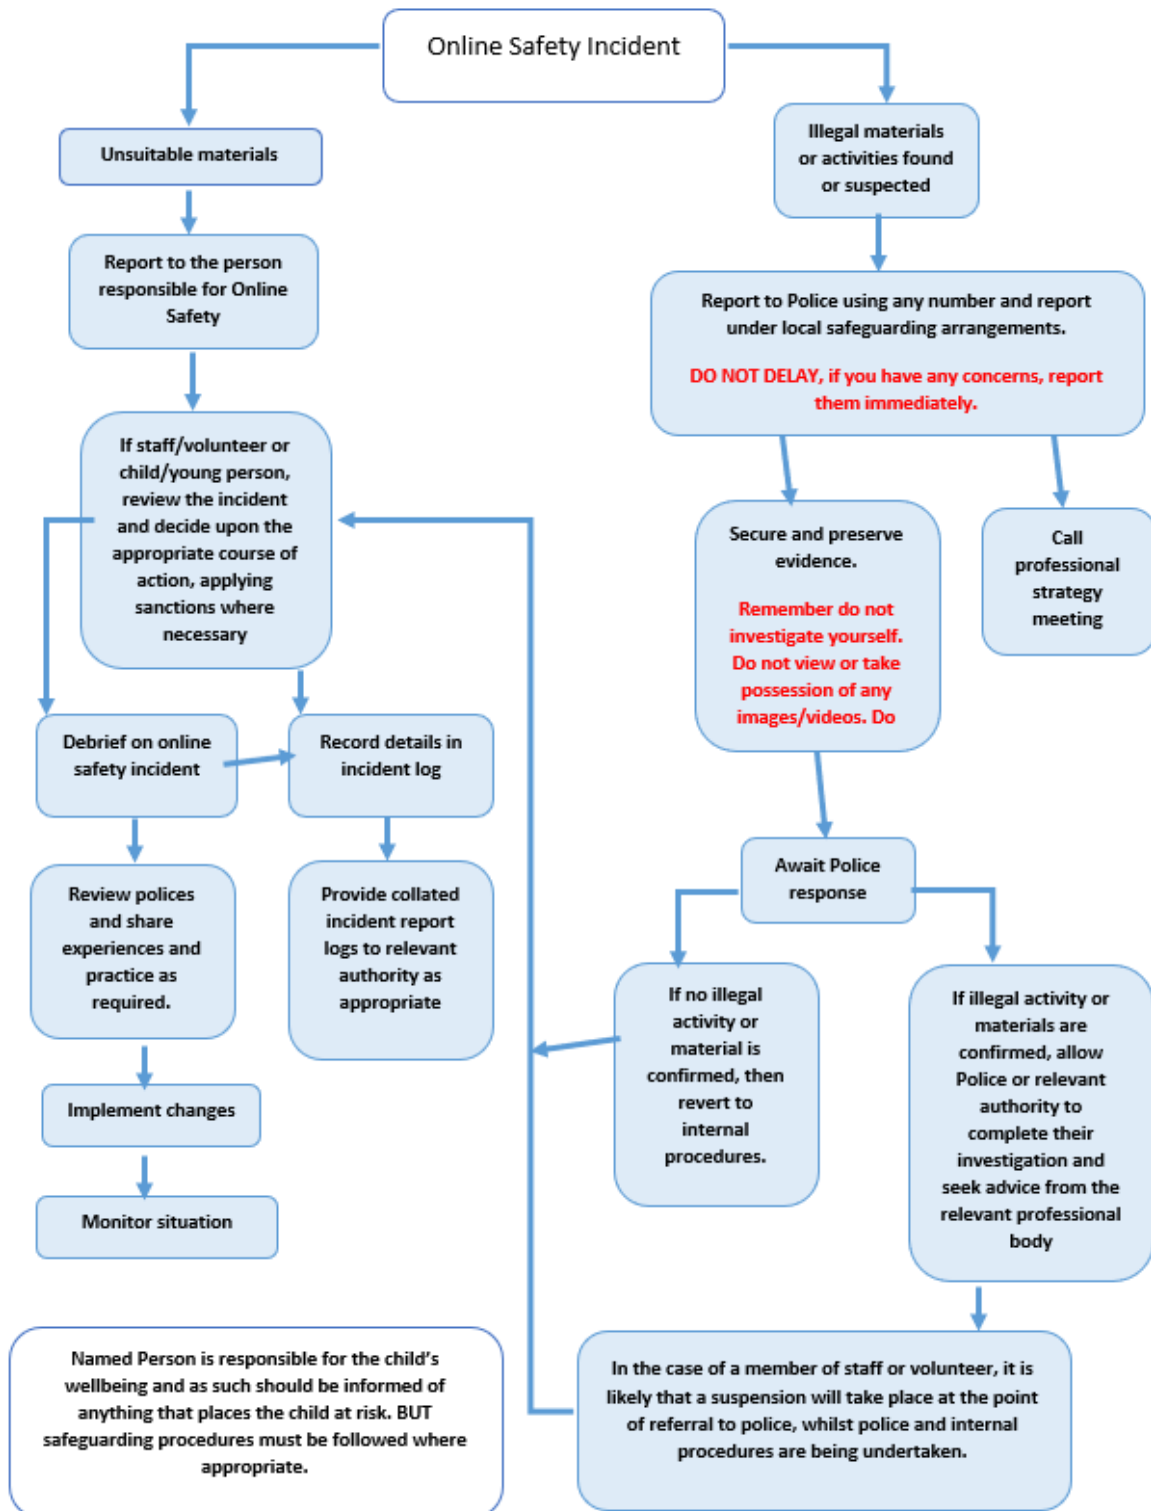 Online Safety Incident
Unsuitable materials
Illegal materials
or activities found
or suspected
Report to the person
responsible for Online
Safety
Report to Police using any number and report
under local safeguarding arrangements.
DO NOT DELAY, if you have any concerns, report
them immediately.
If staff/volunteer or
child/young person,
review the incident
and decide upon the
appropriate course of
action, applying
sanctions where
necessary
Secure and preserve
evidence.
Remember do not
investigate yourself.
Do not view or take
possession of any
images/videos. Do
Call
professional
strategy
meeting
Debrief on online
safety incident
Record details in
incident log
Await Police
response
Review polices
and share
experiences and
practice as
required.
Provide collated
incident report
logs to relevant
authority as
appropriate
If no illegal
activity or
material is
confirmed, then
revert to
internal
procedures.
If illegal activity or
materials are
confirmed, allow
Police or relevant
authority to
complete their
investigation and
seek advice from the
relevant professional
body
Implement changes
Monitor situation
Named Person is responsible for the child's
wellbeing and as such should be informed of
anything that places the child at risk. BUT
safeguarding procedures must be followed where
appropriate.
In the case of a member of staff or volunteer, it is
likely that a suspension will take place at the point
of referral to police, whilst police and internal
procedures are being undertaken.